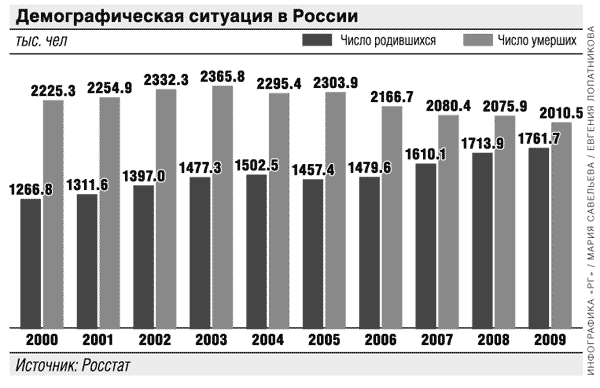 Демографическая ситуация в России
тыс. чел
Число родившихся
Число умерших
2225.3 2254.9 2332.3 2365.8 2295.4 2303.9 2166.7 2080.4 2075.9 2010.5
1266.8 1311.6 1397.0 1477.3 1502.5 1457.4 1479.6 1610.1 1713.9 1761.7
2000 2001 2002 2003 2004 2005 2006 2007 2008 2009
Источник: Росстат
ИНФОГРАФИКА «РГ» / МАРИЯ САВЕЛЬЕВА / ЕВГЕНИЯ ЛОПАТНИКОВА